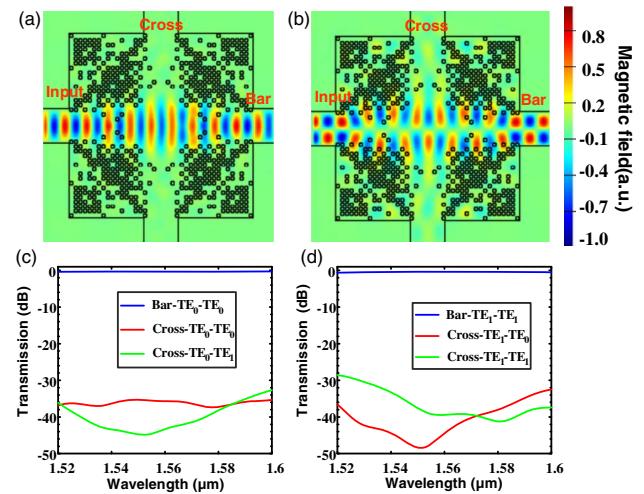 (a)
Cross
Input
Bar
(b)
Cross
Input
Bar
0.8
0.4
-0.1
-0.4
-0.7
-1.0
Magnetic field(a.u.)
(c)
0
-10
-20
-30
-40
-50
Transmission (dB)
Bar-TE₀-TE₀
Cross-TE₀-TE₀
Cross-TE₀-TE₁
1.52
1.54
1.56
1.58
1.6
Wavelength (μm)
(d)
0
-10
-20
-30
-40
-50
Transmission (dB)
Bar-TE₁-TE₁
Cross-TE₁-TE₀
Cross-TE₁-TE₁
1.52
1.54
1.56
1.58
1.6
Wavelength (μm)